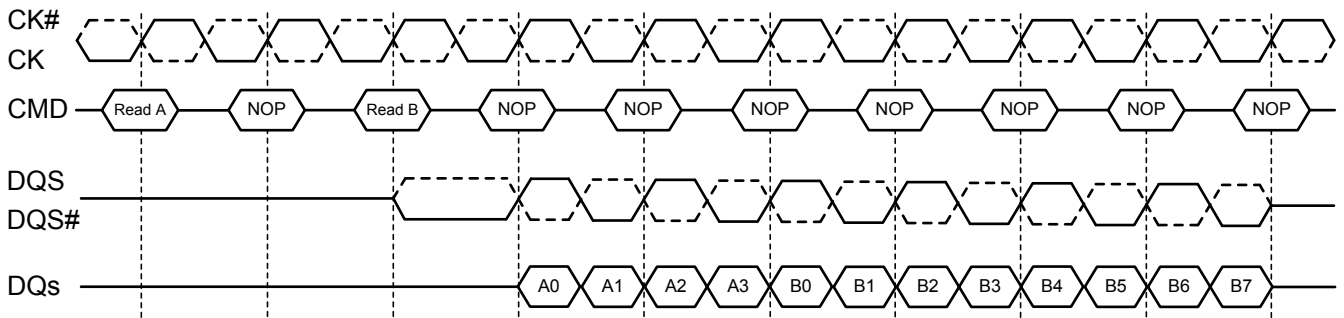 CK#
CK
CMD Read A NOP Read B NOP NOP NOP NOP NOP NOP NOP
DQS
DQS#
DQs A0 A1 A2 A3 B0 B1 B2 B3 B4 B5 B6 B7